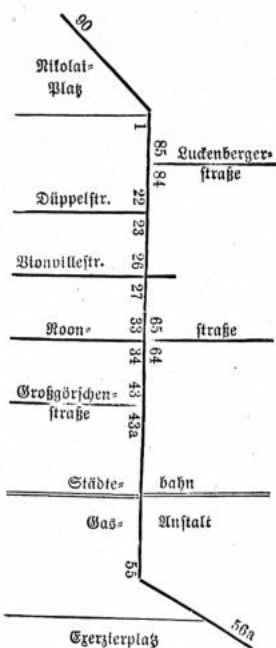 90
Nikolai=
Platz
1
85
Luckenberger=
84
straße
Düppelstr.
22
23
Vionvillestr.
26
27
Roon=
33
65
straße
34
64
Großgörschen=
43
straße
43a
Städte=
bahn
Gas=
Anstalt
55
56a
Exerzierplatz